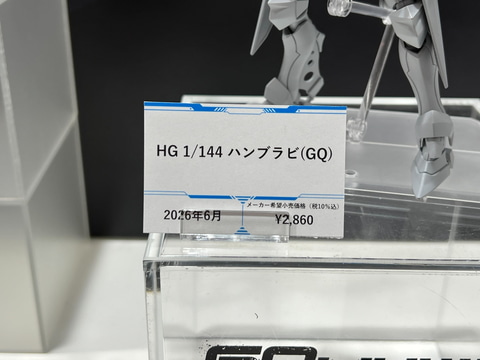 HG 1/144 ハンブラビ(GQ)
メーカー希望小売価格（税10%込）
2026年6月 ¥2,860